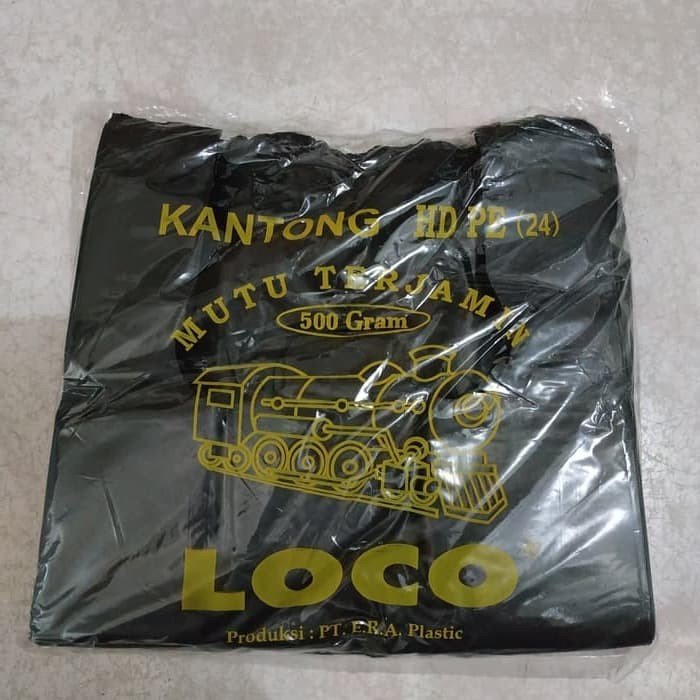 KANTONG HD PE (24)
MUTU TERJAMIN
500 Gram
LOCO
Produksi : PT. E.R.A. Plastic